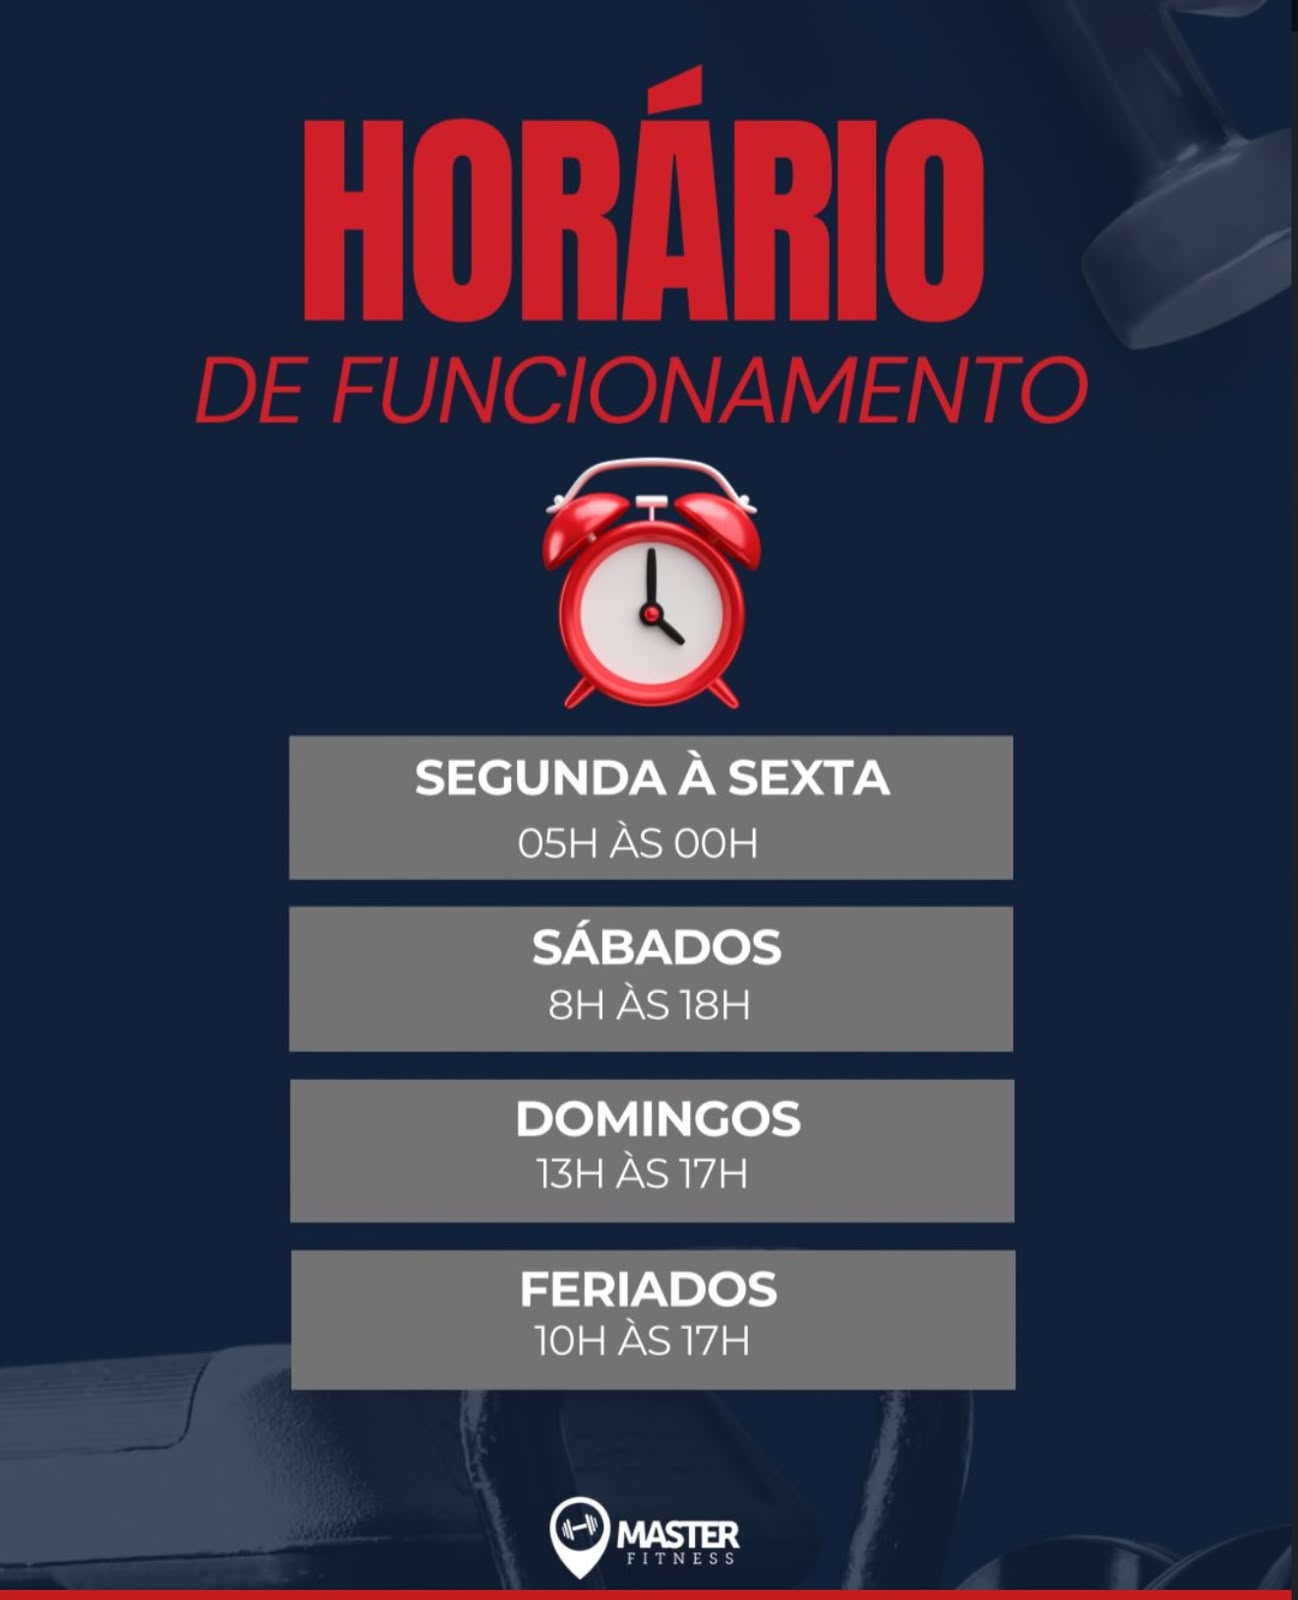 HORÁRIO
DE FUNCIONAMENTO
SEGUNDA À SEXTA
05H ÀS 00H
SÁBADOS
8H ÀS 18H
DOMINGOS
13H ÀS 17H
FERIADOS
10H ÀS 17H
MASTER
FITNESS